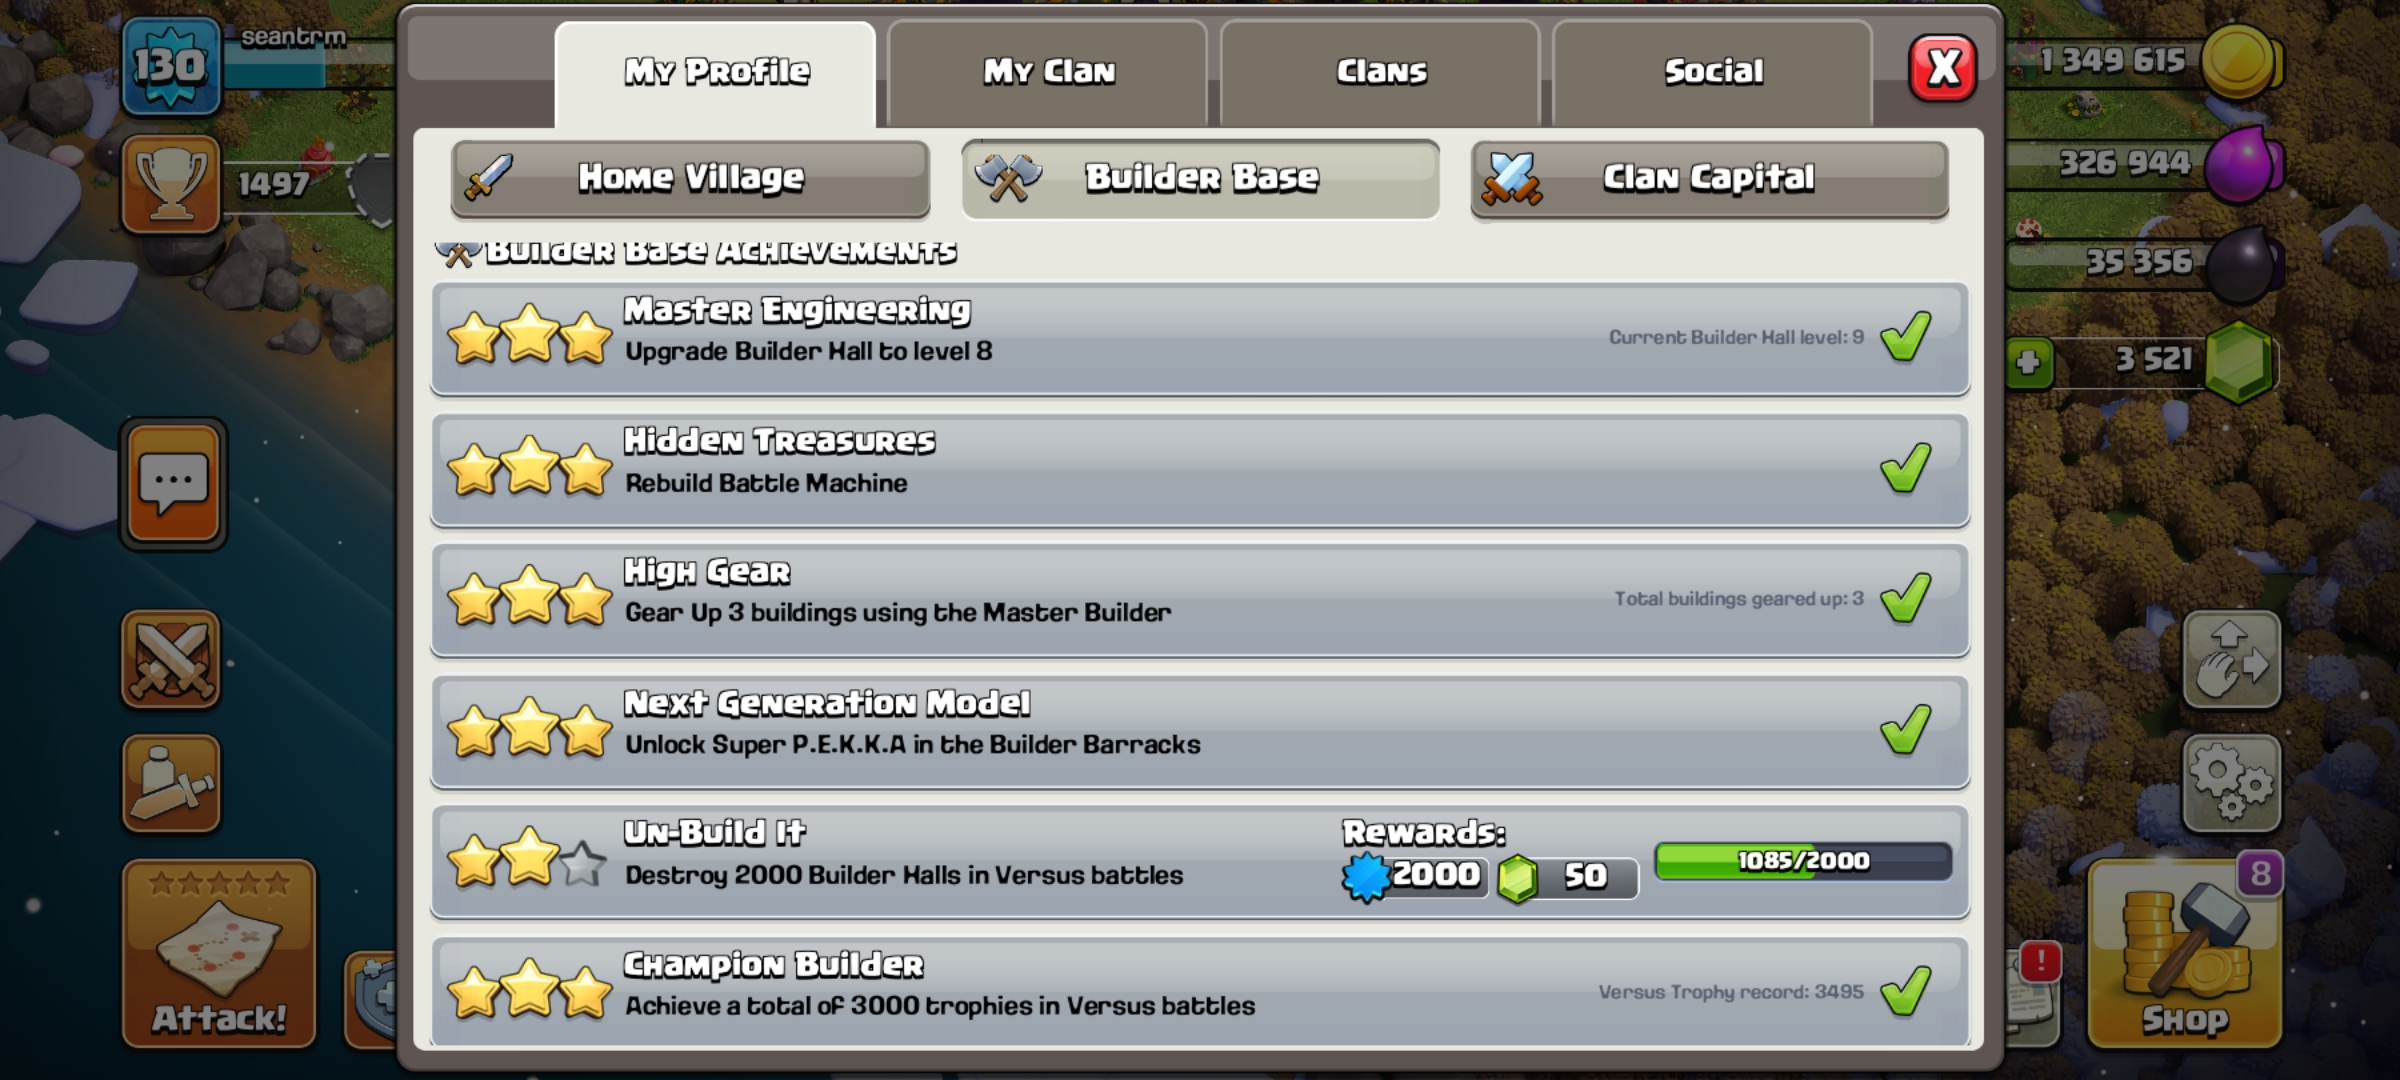 130
seantrm
My Profile
My Clan
Clans
Social
X
1 349 615
1497
Home Village
Builder Base
Clan Capital
326 944
Builder Base Achievements
35 356
Master Engineering
Upgrade Builder Hall to level 8
Current Builder Hall level: 9
3 521
Hidden Treasures
Rebuild Battle Machine
High Gear
Gear Up 3 buildings using the Master Builder
Total buildings geared up: 3
Next Generation Model
Unlock Super P.E.K.K.A in the Builder Barracks
Un-Build It
Destroy 2000 Builder Halls in Versus battles
Rewards:
2000
50
1085/2000
8
Champion Builder
Achieve a total of 3000 trophies in Versus battles
Versus Trophy record: 3495
!
Attack!
Shop